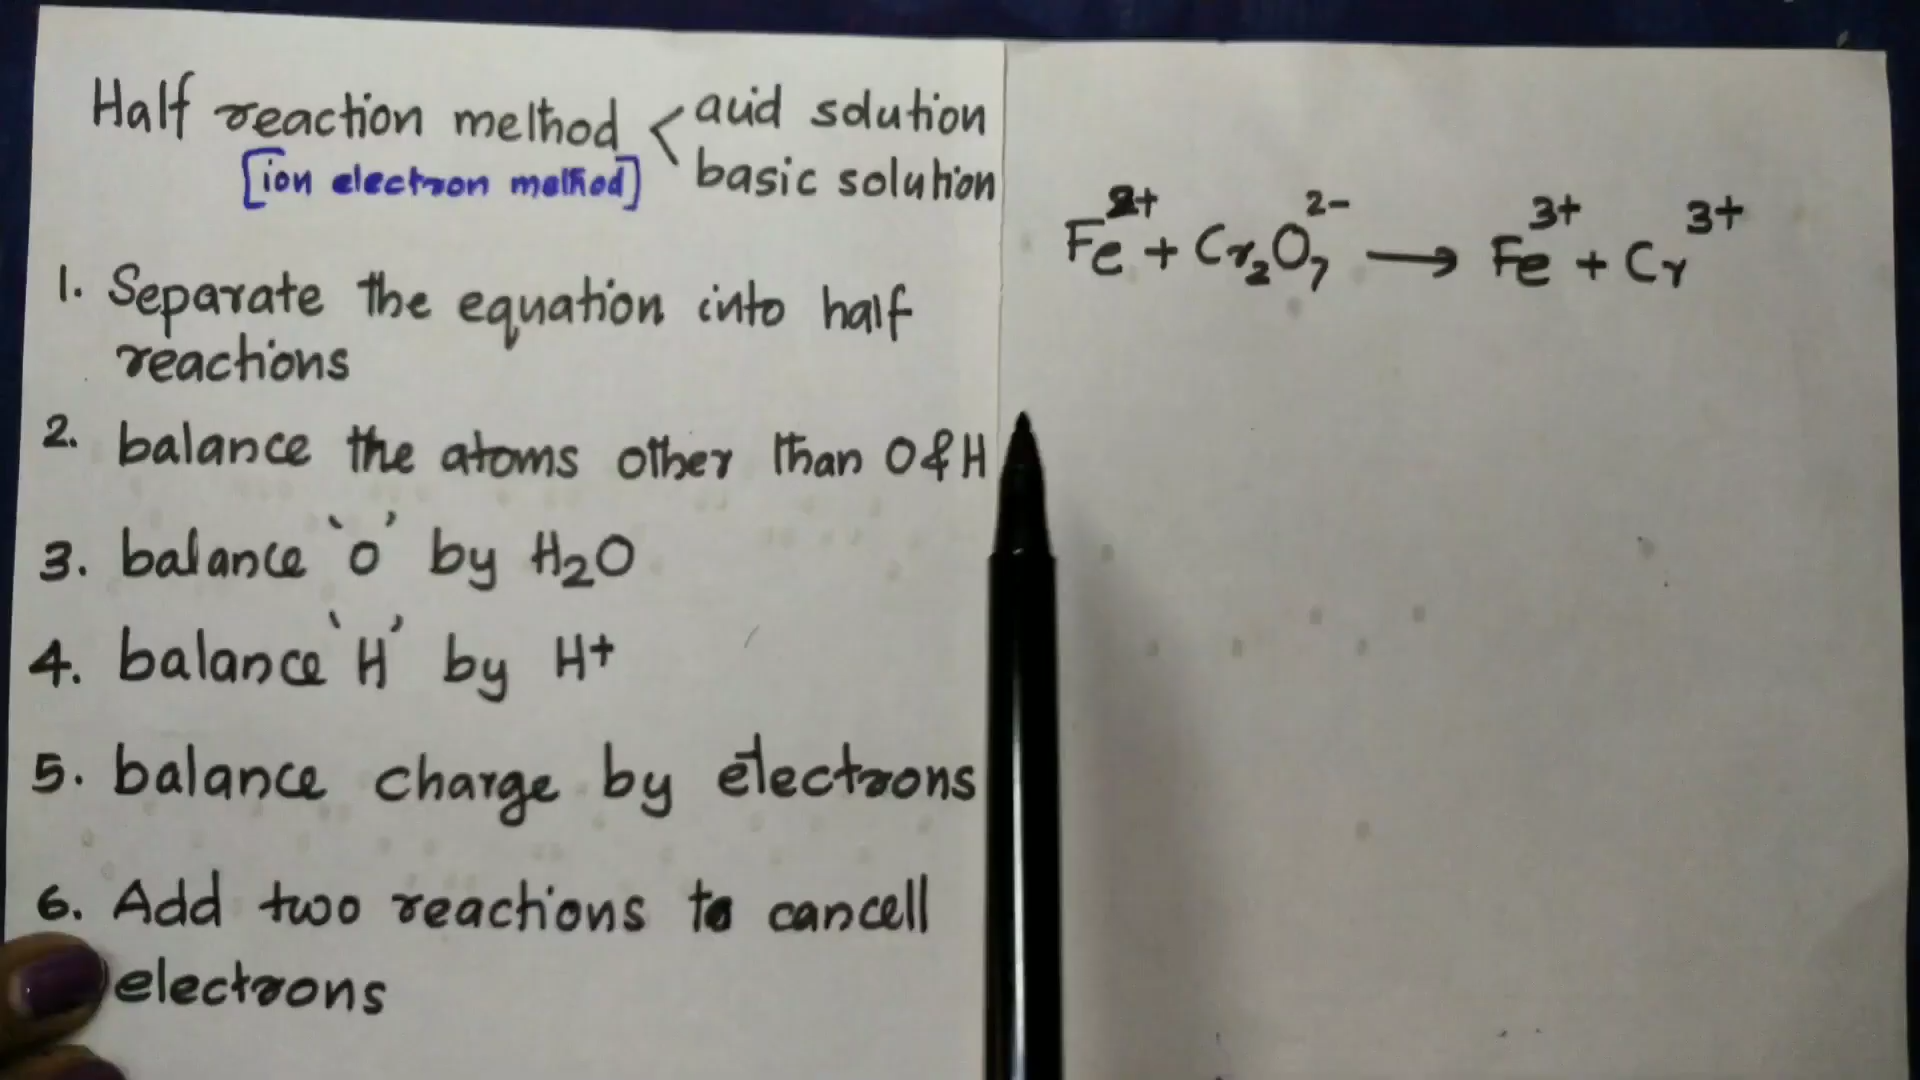 Half reaction method < acid solution
basic solution
[ion electron method]
1. Separate the equation into half
reactions
2. balance the atoms other than O & H
3. balance 'O' by H₂O
4. balance 'H' by H⁺
5. balance charge by electrons
6. Add two reactions to cancell
electrons
Fe²⁺ + Cr₂O₇²⁻ → Fe³⁺ + Cr³⁺